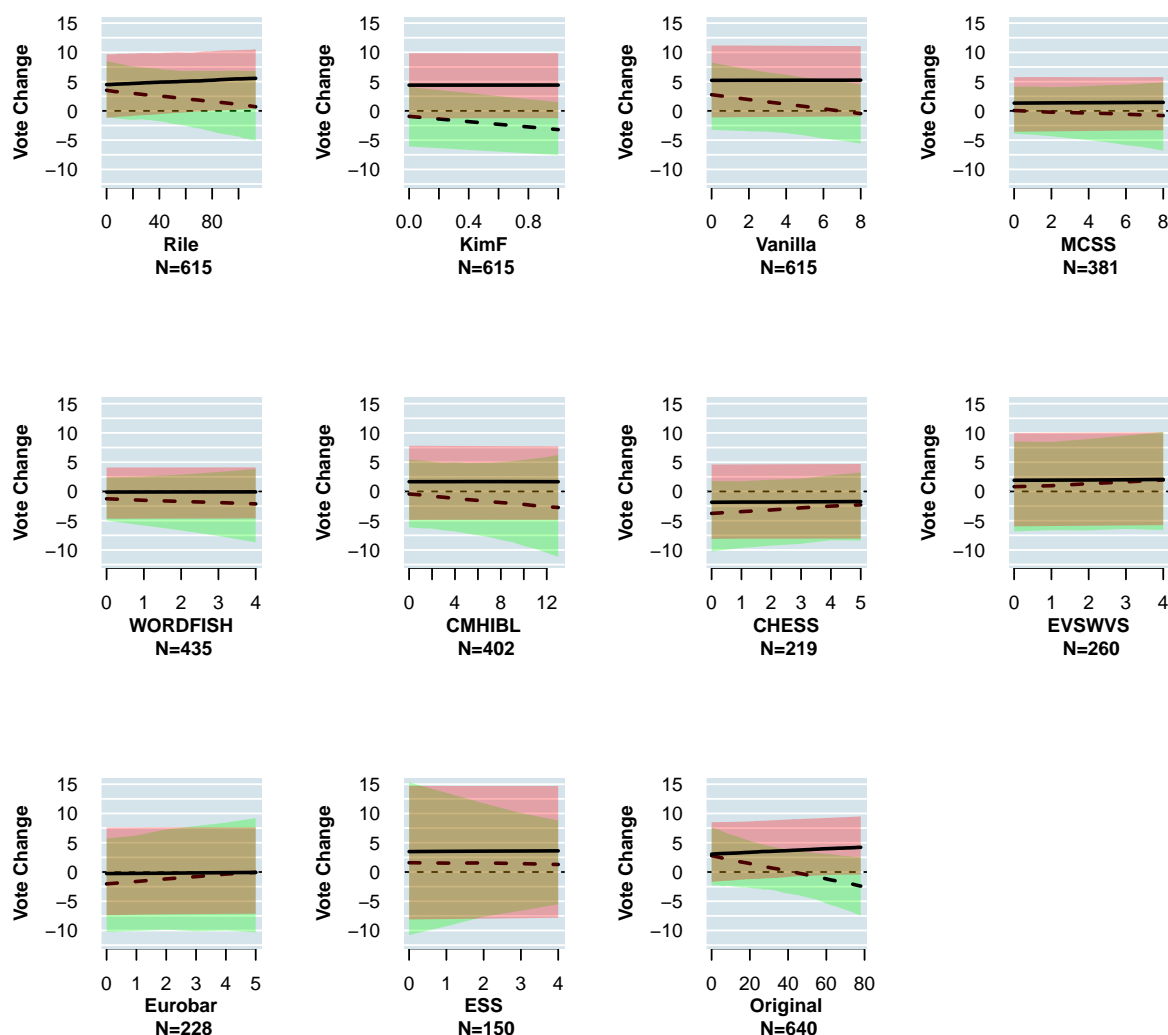 Vote Change
15
10
5
0
−5
−10
0 40 80
Rile
N=615
Vote Change
15
10
5
0
−5
−10
0.0 0.4 0.8
KimF
N=615
Vote Change
15
10
5
0
−5
−10
0 2 4 6 8
Vanilla
N=615
Vote Change
15
10
5
0
−5
−10
0 2 4 6 8
MCSS
N=381
Vote Change
15
10
5
0
−5
−10
0 1 2 3 4
WORDFISH
N=435
Vote Change
15
10
5
0
−5
−10
0 4 8 12
CMHIBL
N=402
Vote Change
15
10
5
0
−5
−10
0 1 2 3 4 5
CHESS
N=219
Vote Change
15
10
5
0
−5
−10
0 1 2 3 4
EVSWVS
N=260
Vote Change
15
10
5
0
−5
−10
0 1 2 3 4 5
Eurobar
N=228
Vote Change
15
10
5
0
−5
−10
0 1 2 3 4
ESS
N=150
Vote Change
15
10
5
0
−5
−10
0 20 40 60 80
Original
N=640